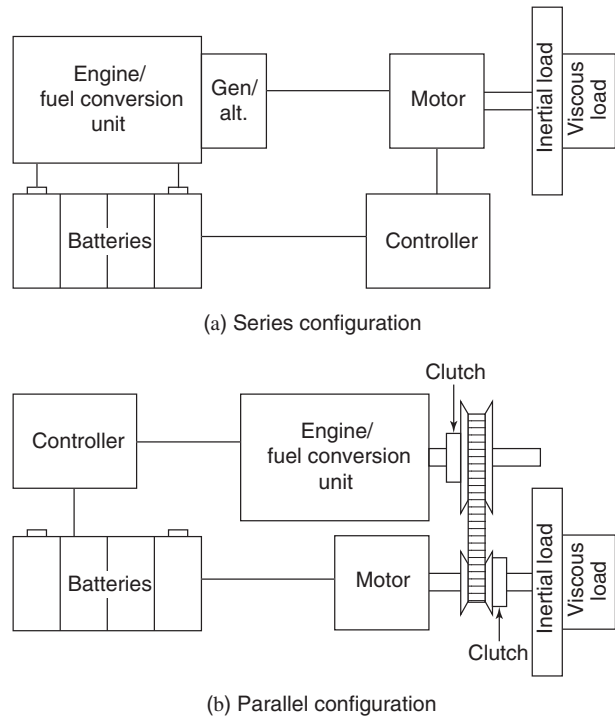 Engine/
fuel conversion
unit
Gen/
alt.
Motor
Inertial load
Viscous
load
Batteries
Controller
(a) Series configuration
Clutch
Controller
Engine/
fuel conversion
unit
Batteries
Motor
Inertial load
Viscous
load
Clutch
(b) Parallel configuration